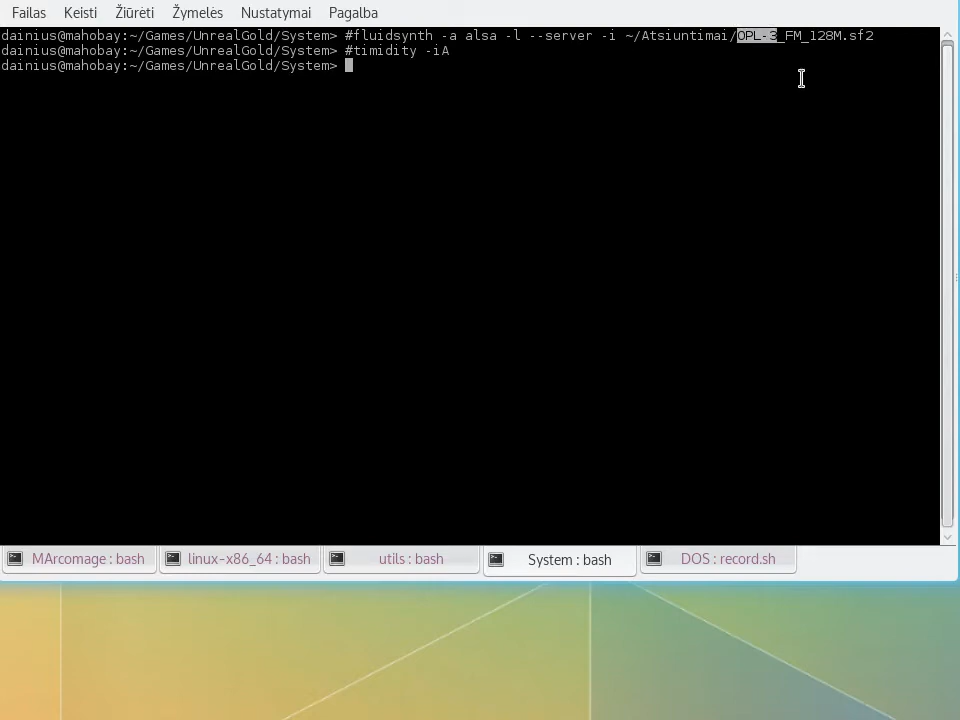 Failas Keisti Žiūrėti Žymelės Nustatymai Pagalba
dainius@mahobay:~/Games/UnrealGold/System> #fluidsynth -a alsa -l --server -i ~/Atsiuntimai/OPL-3_FM_128M.sf2
dainius@mahobay:~/Games/UnrealGold/System> #timidity -iA
dainius@mahobay:~/Games/UnrealGold/System>
MArcomage : bash linux-x86_64 : bash utils : bash System : bash DOS : record.sh